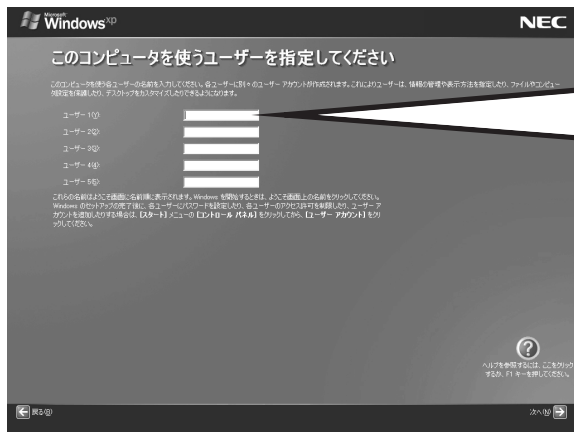 Microsoft
Windows xp
NEC
このコンピュータを使うユーザーを指定してください
このコンピュータを使う各ユーザーの名前を入力してください。各ユーザーに別々のユーザー アカウントが作成されます。これによりユーザーは、情報の管理や表示方法を指定したり、ファイルやコンピュー
タ設定を保護したり、デスクトップをカスタマイズしたりできるようになります。
ユーザー 1(Y):
ユーザー 2(2):
ユーザー 3(3):
ユーザー 4(4):
ユーザー 5(5):
これらの名前はようこそ画面に名前順に表示されます。Windows を開始するときは、ようこそ画面上の名前をクリックしてください。
Windows のセットアップの完了後に、各ユーザーにパスワードを設定したり、各ユーザーのアクセス許可を制限したり、ユーザー ア
カウントを追加したりする場合は、[スタート] メニューの [コントロール パネル] をクリックしてから、[ユーザー アカウント] をクリ
ックしてください。
ヘルプを参照するには、ここをクリック
するか、F1 キーを押してください。
戻る(B)
次へ(N)